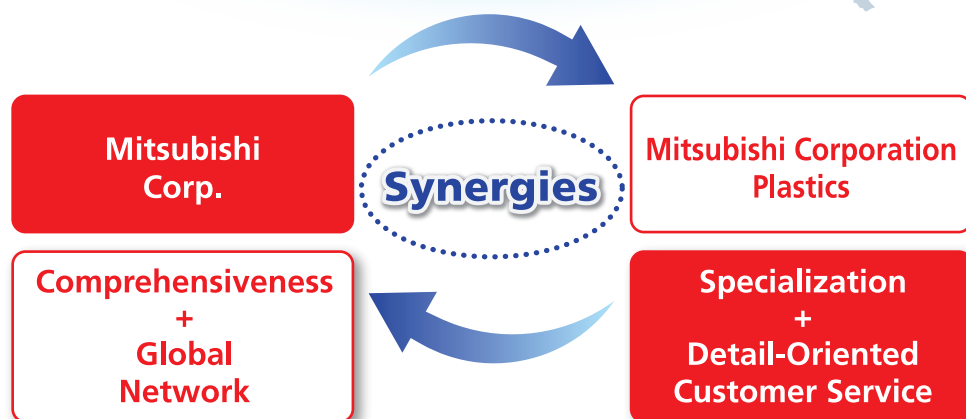 Mitsubishi
Corp.
Synergies
Mitsubishi Corporation
Plastics
Comprehensiveness
+
Global
Network
Specialization
+
Detail-Oriented
Customer Service